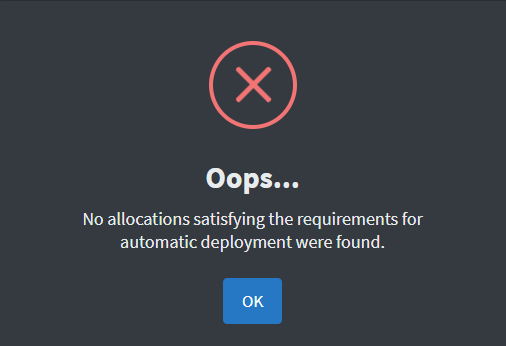 Oops...
No allocations satisfying the requirements for
automatic deployment were found.
OK